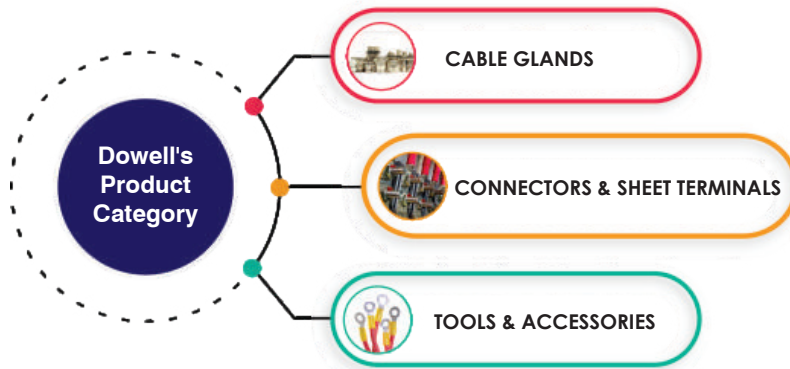 Dowell's
Product
Category
CABLE GLANDS
CONNECTORS & SHEET TERMINALS
TOOLS & ACCESSORIES